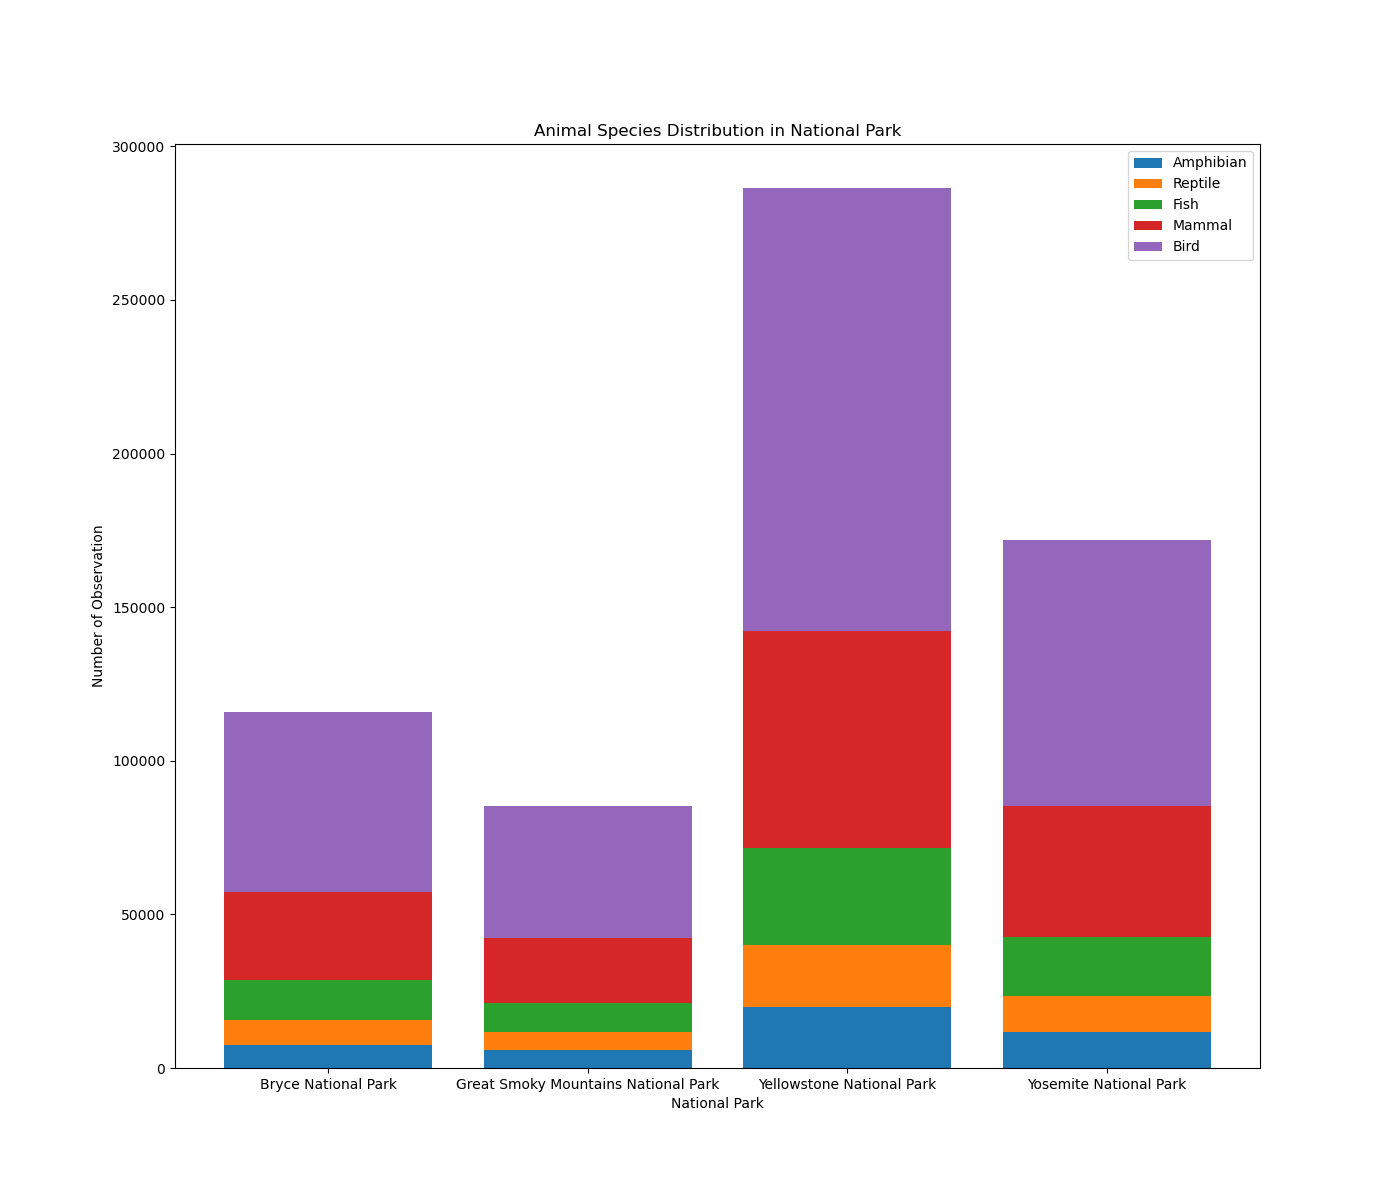 Animal Species Distribution in National Park
300000
250000
200000
150000
100000
50000
0
Number of Observation
Amphibian
Reptile
Fish
Mammal
Bird
Bryce National Park
Great Smoky Mountains National Park
Yellowstone National Park
Yosemite National Park
National Park